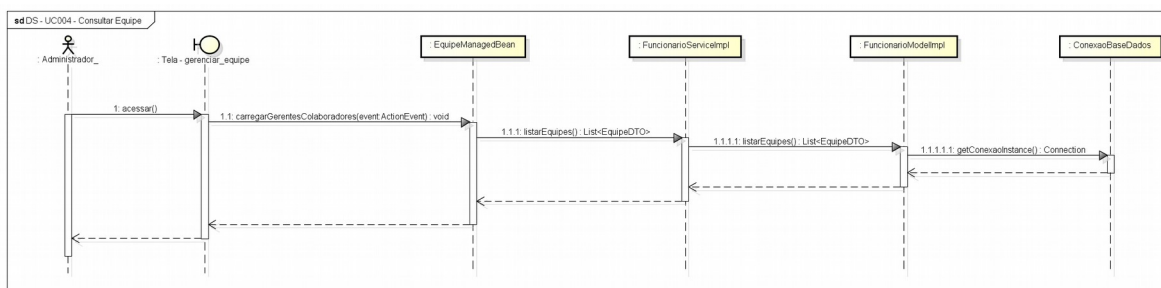 sd DS - UC004 - Consultar Equipe
: Administrador_
: Tela - gerenciar_equipe
: EquipeManagedBean
: FuncionarioServiceImpl
: FuncionarioModelImpl
: ConexaoBaseDados
1: acessar()
1.1: carregarGerentesColaboradores(event:ActionEvent) : void
1.1.1: listarEquipes() : List<EquipeDTO>
1.1.1.1: listarEquipes() : List<EquipeDTO>
1.1.1.1.1: getConexaoInstance() : Connection